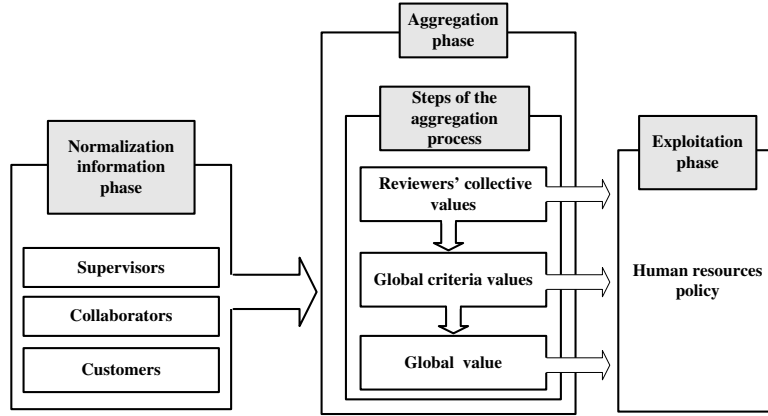 Normalization
information
phase
Supervisors
Collaborators
Customers
Aggregation
phase
Steps of the
aggregation
process
Reviewers' collective
values
Global criteria values
Global value
Exploitation
phase
Human resources
policy